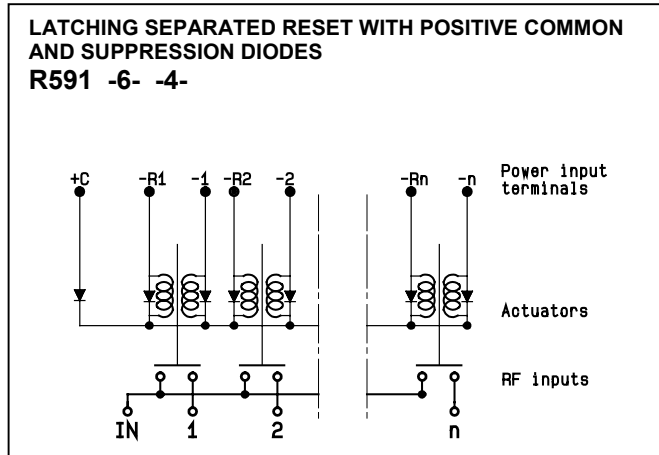 LATCHING SEPARATED RESET WITH POSITIVE COMMON
AND SUPPRESSION DIODES
R591 -6- -4-
+C -R1 -1 -R2 -2 -Rn -n Power input
terminals
Actuators
RF inputs
IN 1 2 n